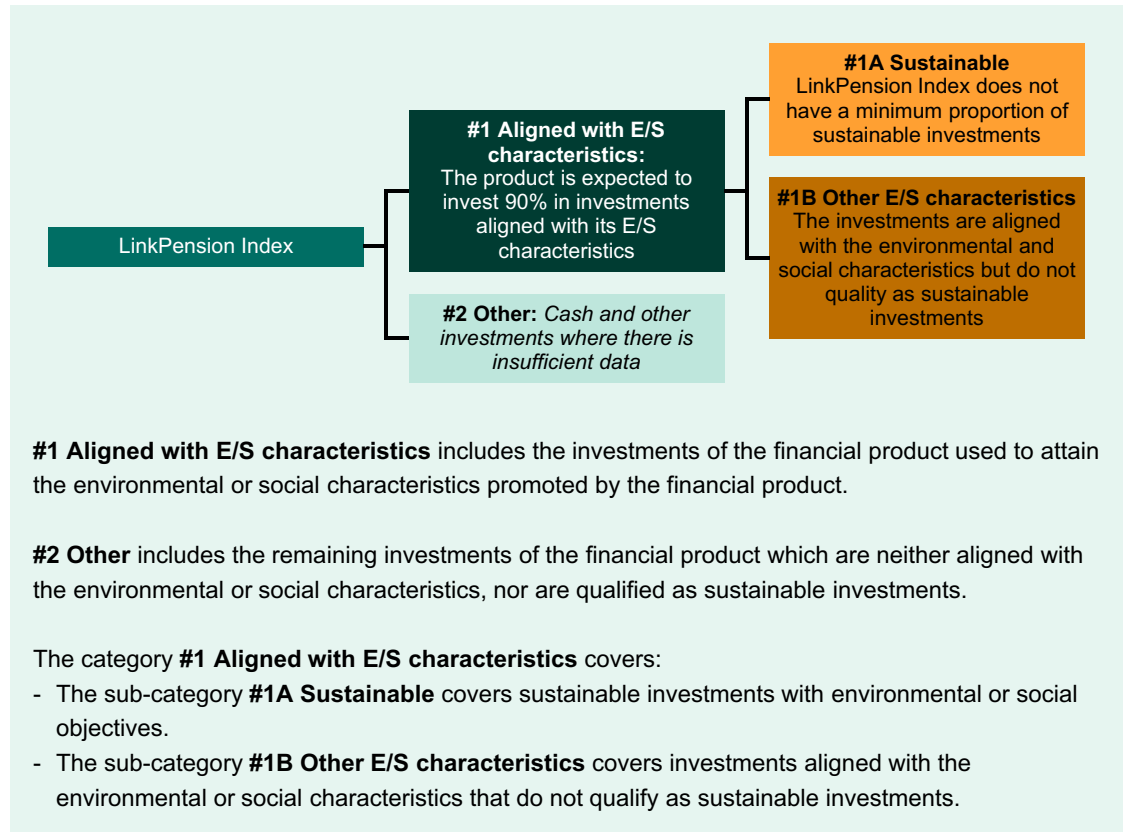 LinkPension Index
#1 Aligned with E/S
characteristics:
The product is expected to
invest 90% in investments
aligned with its E/S
characteristics
#2 Other: Cash and other
investments where there is
insufficient data
#1A Sustainable
LinkPension Index does not
have a minimum proportion of
sustainable investments
#1B Other E/S characteristics
The investments are aligned
with the environmental and
social characteristics but do not
quality as sustainable
investments
#1 Aligned with E/S characteristics includes the investments of the financial product used to attain
the environmental or social characteristics promoted by the financial product.
#2 Other includes the remaining investments of the financial product which are neither aligned with
the environmental or social characteristics, nor are qualified as sustainable investments.
The category #1 Aligned with E/S characteristics covers:
- The sub-category #1A Sustainable covers sustainable investments with environmental or social
objectives.
- The sub-category #1B Other E/S characteristics covers investments aligned with the
environmental or social characteristics that do not qualify as sustainable investments.